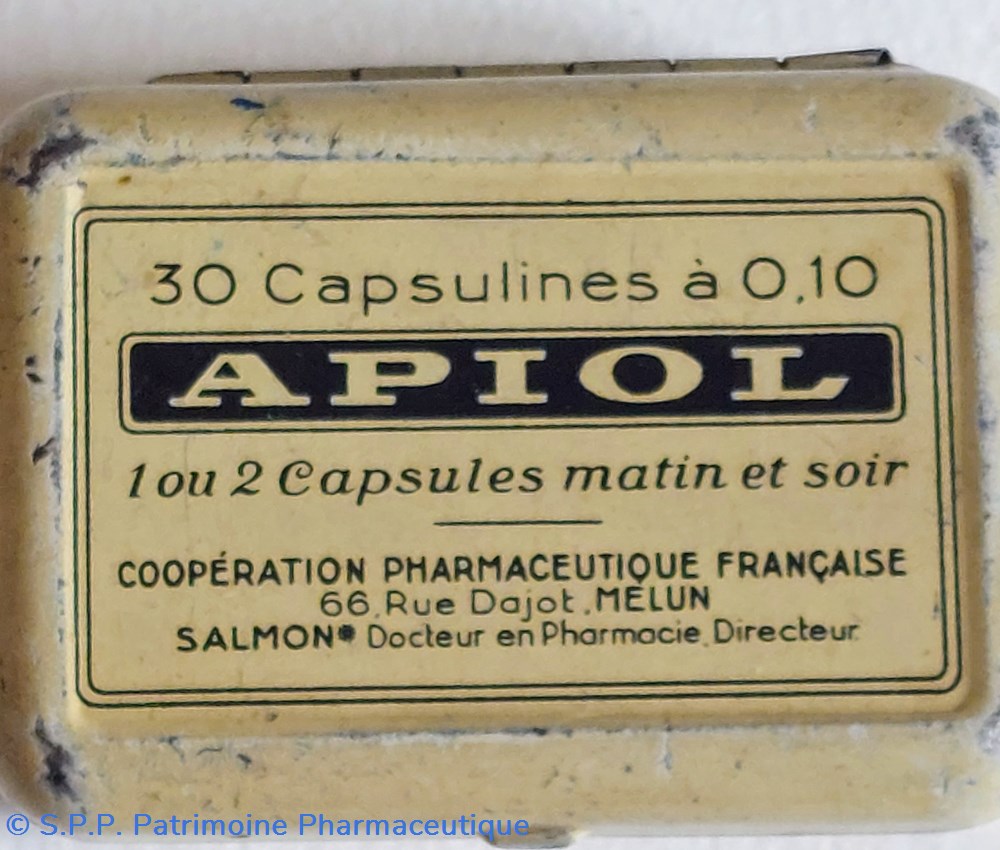 30 Capsulines à 0,10
APIOL
1 ou 2 Capsules matin et soir
COOPÉRATION PHARMACEUTIQUE FRANÇAISE
66, Rue Dajot, MELUN
SALMON* Docteur en Pharmacie, Directeur
© S.P.P. Patrimoine Pharmaceutique